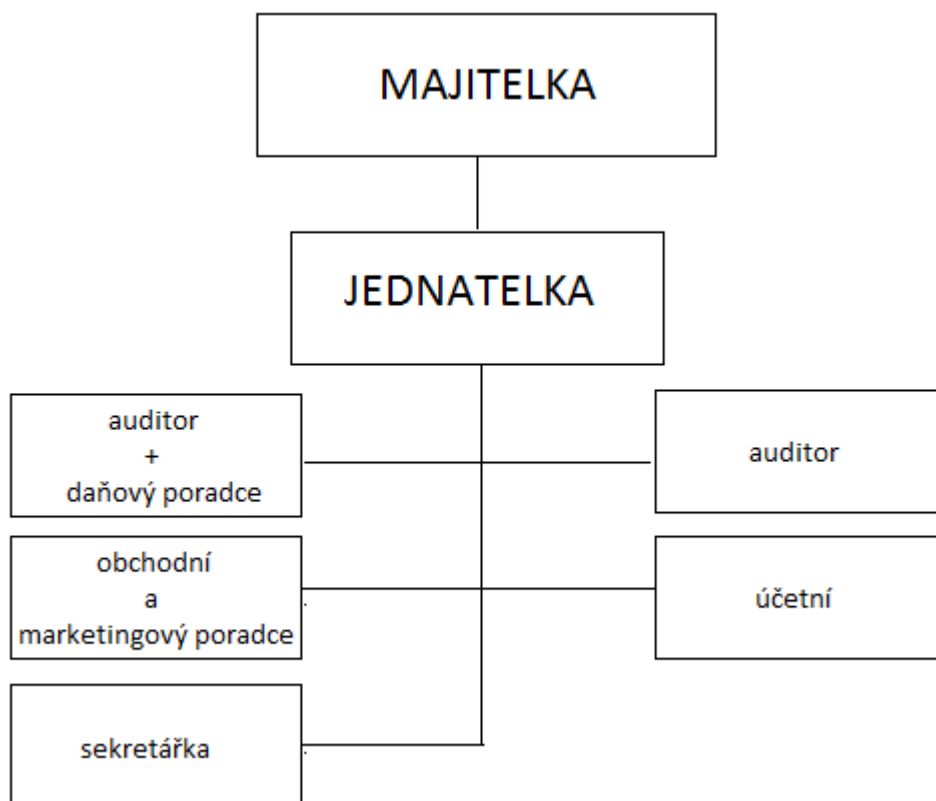 MAJITELKA
JEDNATELKA
auditor
+
daňový poradce
auditor
obchodní
a
marketingový poradce
účetní
sekretářka